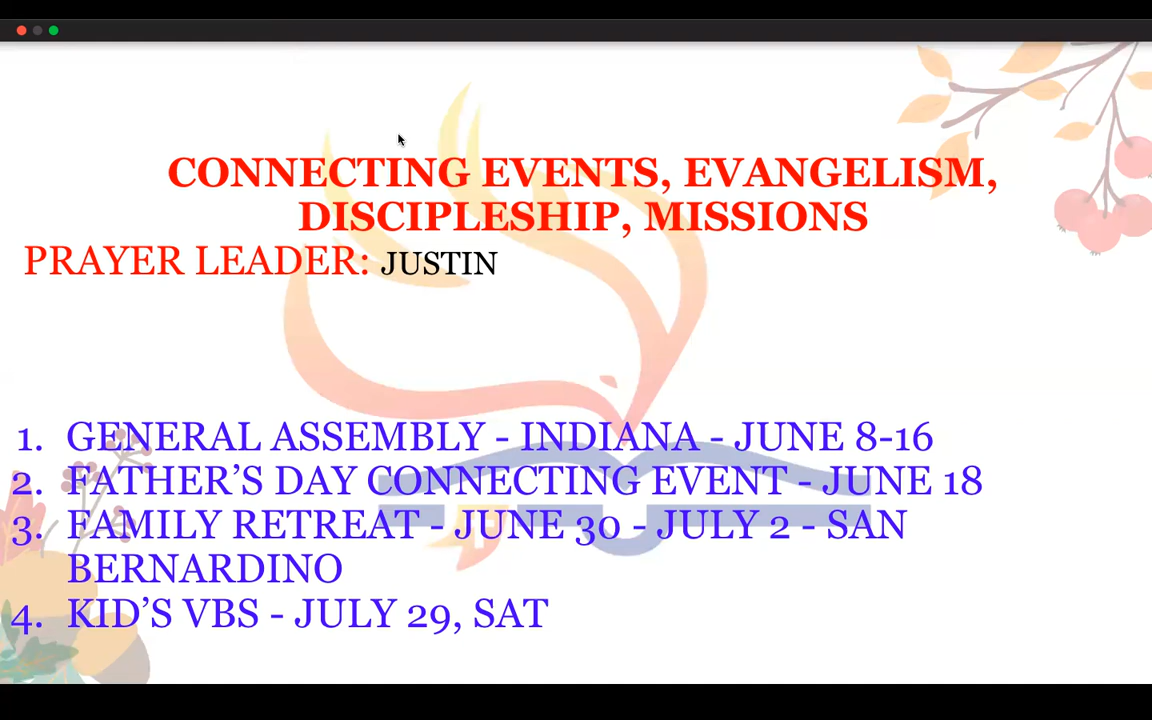 CONNECTING EVENTS, EVANGELISM,
DISCIPLESHIP, MISSIONS
PRAYER LEADER: JUSTIN
1. GENERAL ASSEMBLY - INDIANA - JUNE 8-16
2. FATHER'S DAY CONNECTING EVENT - JUNE 18
3. FAMILY RETREAT - JUNE 30 - JULY 2 - SAN
BERNARDINO
4. KID'S VBS - JULY 29, SAT